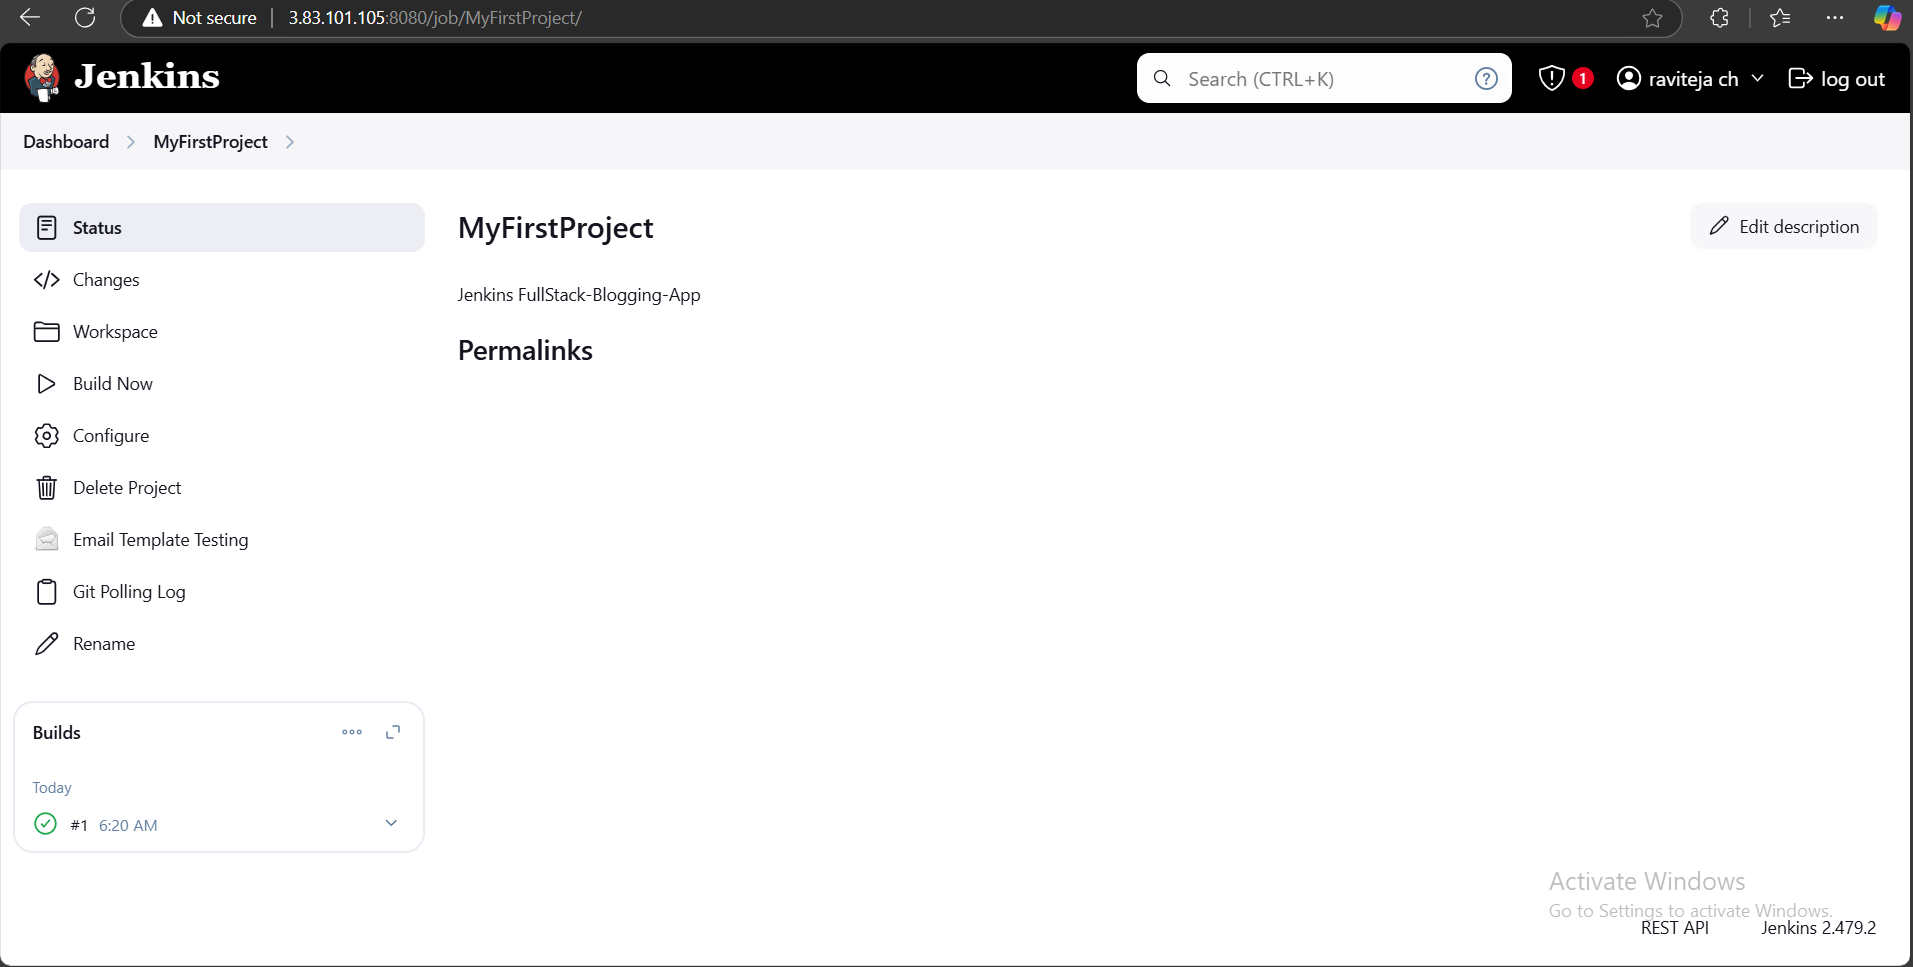 Not secure | 3.83.101.105:8080/job/MyFirstProject/
Jenkins
Search (CTRL+K)
?
1
raviteja ch
log out
Dashboard
MyFirstProject
Status
Changes
Workspace
Build Now
Configure
Delete Project
Email Template Testing
Git Polling Log
Rename
MyFirstProject
Edit description
Jenkins FullStack-Blogging-App
Permalinks
Builds
Today
#1 6:20 AM
Activate Windows
Go to Settings to activate Windows.
REST API
Jenkins 2.479.2